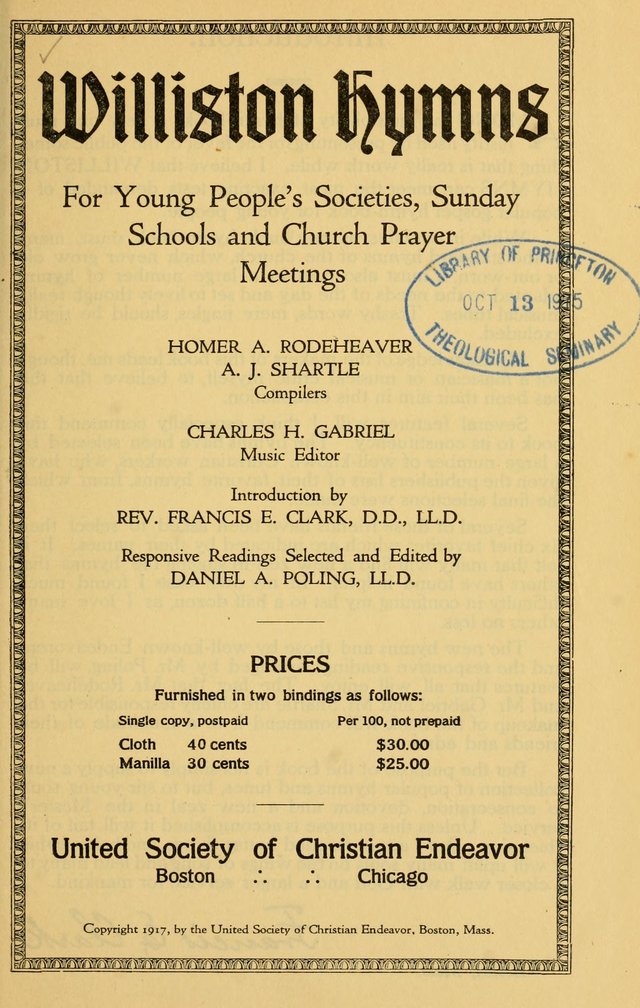 Williston Hymns
For Young People's Societies, Sunday
Schools and Church Prayer
Meetings
LIBRARY OF PRINCETON
OCT 13 1975
THEOLOGICAL SEMINARY
HOMER A. RODEHEAVER
A. J. SHARTLE
Compilers
CHARLES H. GABRIEL
Music Editor
Introduction by
REV. FRANCIS E. CLARK, D.D., LL.D.
Responsive Readings Selected and Edited by
DANIEL A. POLING, LL.D.
PRICES
Furnished in two bindings as follows:
Single copy, postpaid Per 100, not prepaid
Cloth 40 cents $30.00
Manilla 30 cents $25.00
United Society of Christian Endeavor
Boston ∴ ∴ Chicago
Copyright 1917, by the United Society of Christian Endeavor, Boston, Mass.